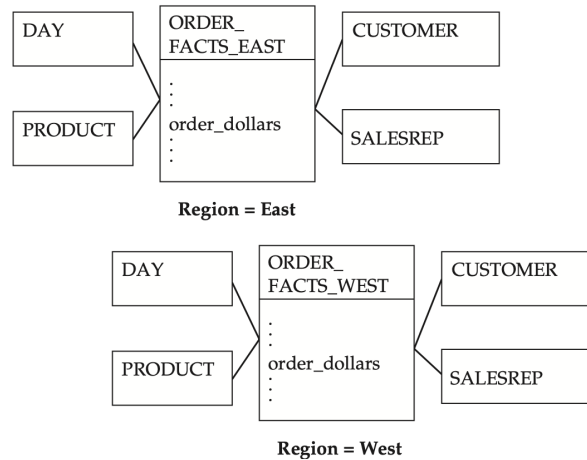 DAY
ORDER_
FACTS_EAST
CUSTOMER
PRODUCT
.
.
.
order_dollars
.
.
.
SALESREP
Region = East
DAY
ORDER_
FACTS_WEST
CUSTOMER
PRODUCT
.
.
.
order_dollars
.
.
.
SALESREP
Region = West